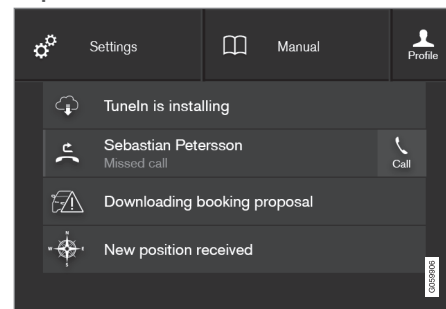 Settings
Manual
Profile
TuneIn is installing
Sebastian Petersson
Missed call
Call
Downloading booking proposal
New position received
G059906